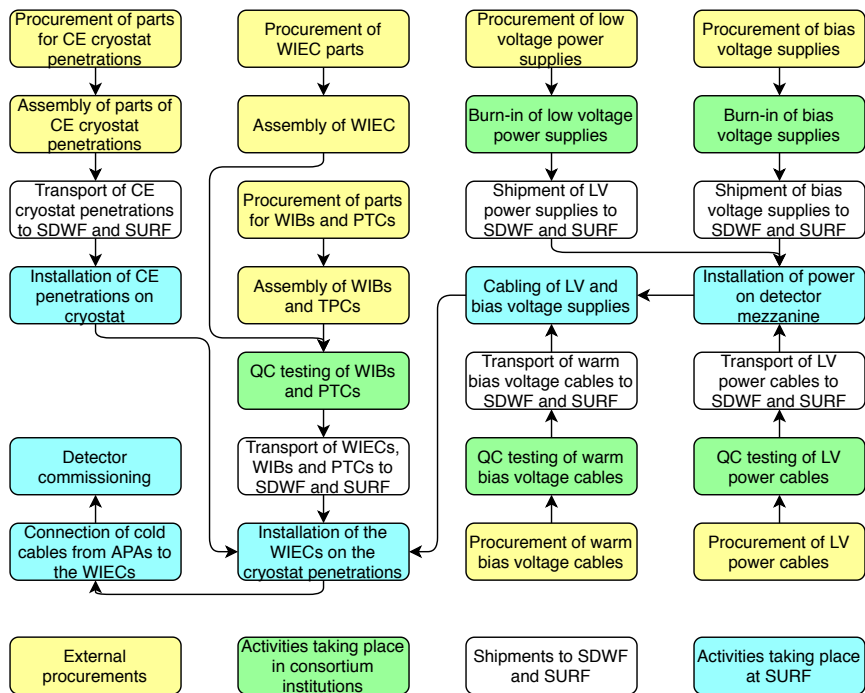 Procurement of parts
for CE cryostat
penetrations
Procurement of
WIEC parts
Procurement of low
voltage power
supplies
Procurement of bias
voltage supplies
Assembly of parts of
CE cryostat
penetrations
Assembly of WIEC
Burn-in of low voltage
power supplies
Burn-in of bias
voltage supplies
Transport of CE
cryostat penetrations
to SDWF and SURF
Procurement of parts
for WIBs and PTCs
Shipment of LV
power supplies to
SDWF and SURF
Shipment of bias
voltage supplies to
SDWF and SURF
Installation of CE
penetrations on
cryostat
Assembly of WIBs
and TPCs
Cabling of LV and
bias voltage supplies
Installation of power
on detector
mezzanine
QC testing of WIBs
and PTCs
Transport of warm
bias voltage cables to
SDWF and SURF
Transport of LV
power cables to
SDWF and SURF
Detector
commissioning
Transport of WIECs,
WIBs and PTCs to
SDWF and SURF
QC testing of warm
bias voltage cables
QC testing of LV
power cables
Connection of cold
cables from APAs to
the WIECs
Installation of the
WIECs on the
cryostat penetrations
Procurement of warm
bias voltage cables
Procurement of LV
power cables
External
procurements
Activities taking place
in consortium
institutions
Shipments to SDWF
and SURF
Activities taking place
at SURF